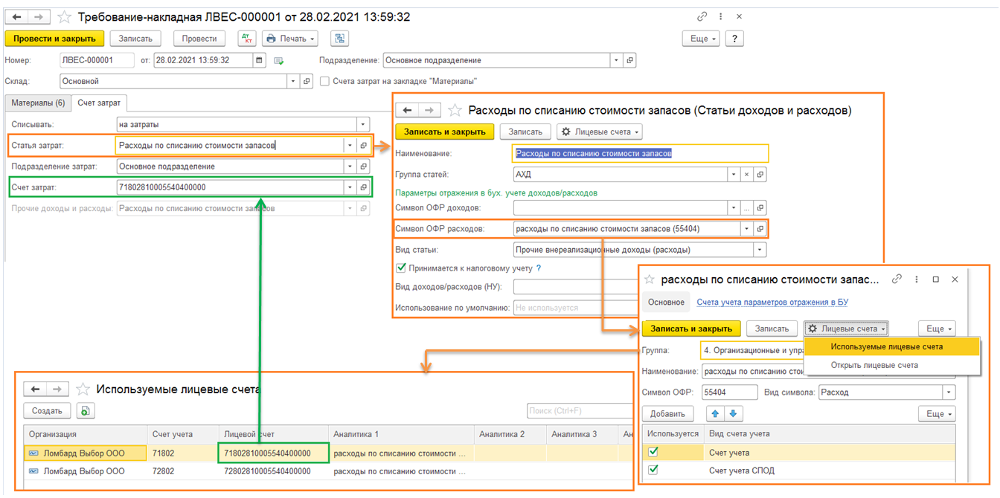 Требование-накладная ЛВЕС-000001 от 28.02.2021 13:59:32
Провести и закрыть Записать Провести Дт Кт Печать Еще ?
Номер: ЛВЕС-000001 от: 28.02.2021 13:59:32 Подразделение: Основное подразделение
Склад: Основной Счета затрат на закладке "Материалы"
Материалы (6) Счет затрат
Списывать: на затраты
Статья затрат: Расходы по списанию стоимости запасов
Подразделение затрат: Основное подразделение
Счет затрат: 71802810005540400000
Прочие доходы и расходы: Расходы по списанию стоимости запасов
Расходы по списанию стоимости запасов (Статьи доходов и расходов)
Записать и закрыть Записать Лицевые счета
Наименование: Расходы по списанию стоимости запасов
Группа статей: АХД
Параметры отражения в бух. учете доходов/расходов
Символ ОФР доходов: ...
Символ ОФР расходов: расходы по списанию стоимости запасов (55404)
Вид статьи: Прочие внереализационные доходы (расходы)
Принимается к налоговому учету ?
Вид доходов/расходов (НУ):
Использование по умолчанию: Не используется
расходы по списанию стоимости запас...
Основное Счета учета параметров отражения в БУ
Записать и закрыть Записать Лицевые счета Еще
Используемые лицевые счета
Открыть лицевые счета
Группа: 4. Организационные и упра
Наименование: расходы по списанию стои
Символ ОФР: 55404 Вид символа: Расход
Добавить Еще
Используется Вид счета учета
Счет учета
Счет учета СПОД
Используемые лицевые счета
Создать Поиск (Ctrl+F)
Организация Счет учета Лицевой счет Аналитика 1 Аналитика 2 Аналитика 3 Ан
Ломбард Выбор ООО 71802 71802810005540400000 расходы по списанию стоимости ...
Ломбард Выбор ООО 72802 72802810005540400000 расходы по списанию стоимости ...